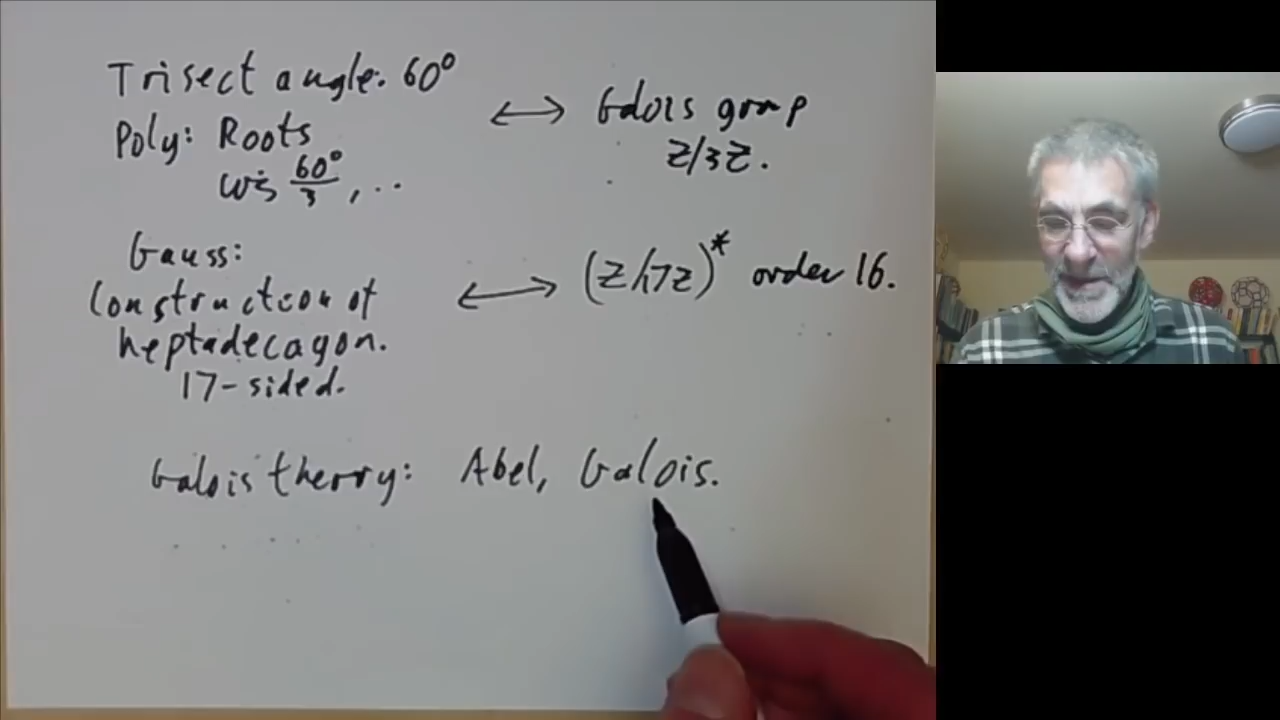 Trisect angle. 60°
Poly: Roots
cos 60°/3 , ..
⟷ Galois group
Z/3Z.
Gauss:
Construction of
heptadecagon.
17-sided.
⟷ (Z/17Z)* order 16.
Galois theory: Abel, Galois.